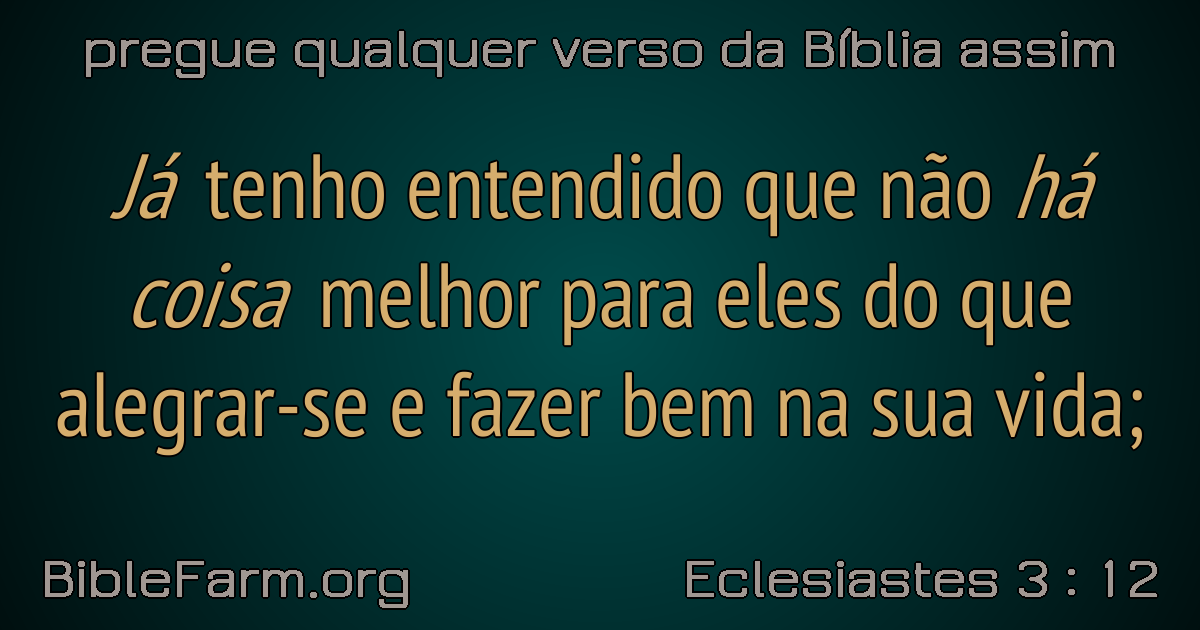 pregue qualquer verso da Bíblia assim
Já tenho entendido que não há
coisa melhor para eles do que
alegrar-se e fazer bem na sua vida;
BibleFarm.org
Eclesiastes 3 : 12